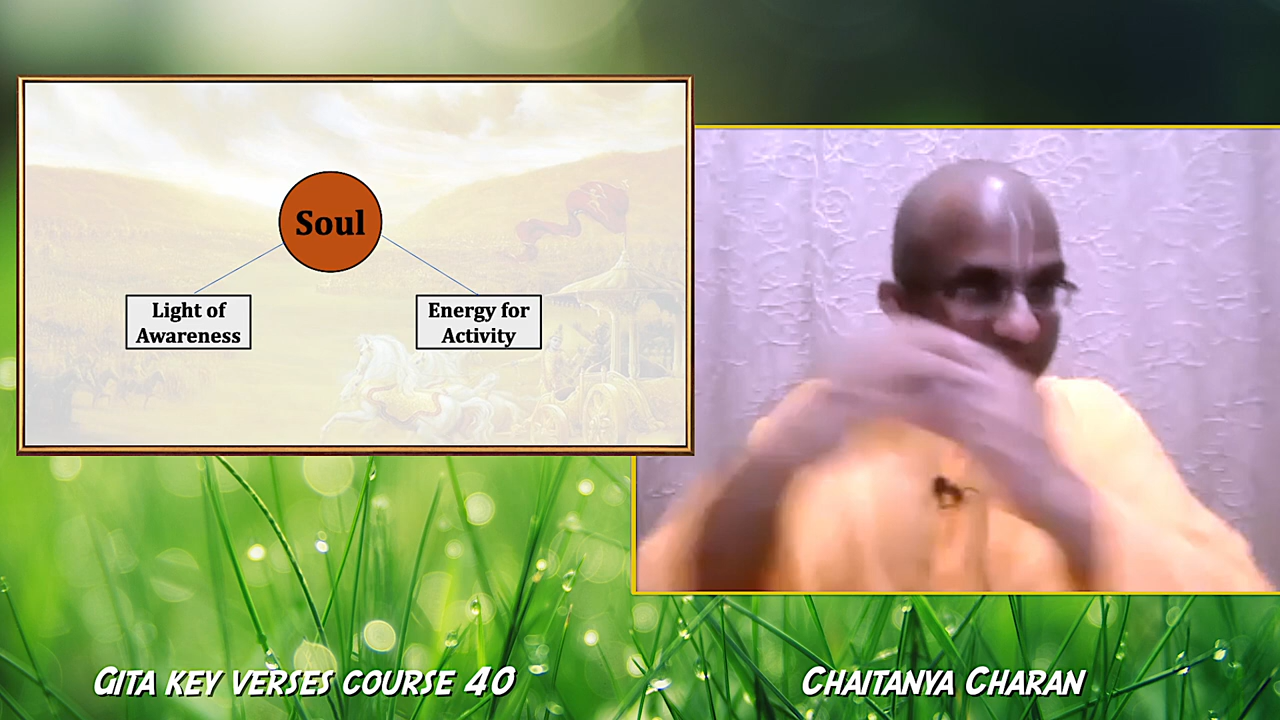 Soul
Light of
Awareness
Energy for
Activity
GITA KEY VERSES COURSE 40
CHAITANYA CHARAN